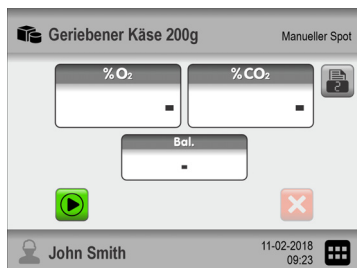 Geriebener Käse 200g
Manueller Spot
%O₂
%CO₂
-
-
Bal.
-
John Smith
11-02-2018
09:23